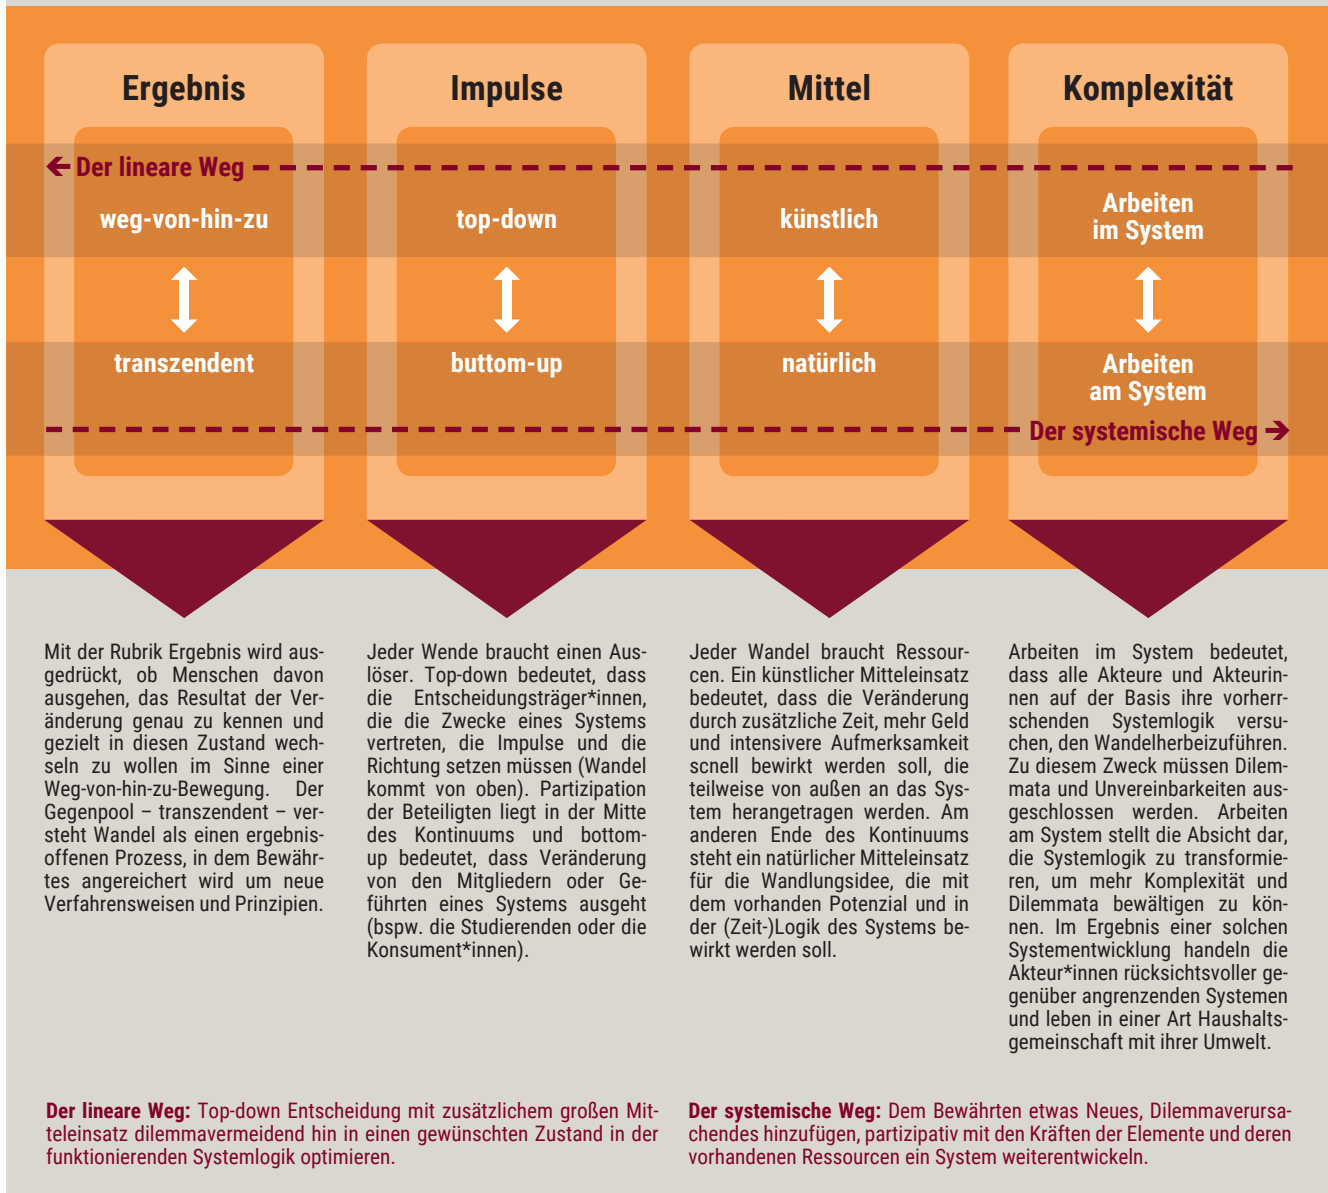 Ergebnis
Impulse
Mittel
Komplexität
← Der lineare Weg
weg-von-hin-zu
top-down
künstlich
Arbeiten
im System
transzendent
buttom-up
natürlich
Arbeiten
am System
Der systemische Weg →
Mit der Rubrik Ergebnis wird aus-
gedrückt, ob Menschen davon
ausgehen, das Resultat der Ver-
änderung genau zu kennen und
gezielt in diesen Zustand wech-
seln zu wollen im Sinne einer
Weg-von-hin-zu-Bewegung. Der
Gegenpool – transzendent – ver-
steht Wandel als einen ergebnis-
offenen Prozess, in dem Bewähr-
tes angereichert wird um neue
Verfahrensweisen und Prinzipien.
Jeder Wende braucht einen Aus-
löser. Top-down bedeutet, dass
die Entscheidungsträger*innen,
die die Zwecke eines Systems
vertreten, die Impulse und die
Richtung setzen müssen (Wandel
kommt von oben). Partizipation
der Beteiligten liegt in der Mitte
des Kontinuums und bottom-
up bedeutet, dass Veränderung
von den Mitgliedern oder Ge-
führten eines Systems ausgeht
(bspw. die Studierenden oder die
Konsument*innen).
Jeder Wandel braucht Ressour-
cen. Ein künstlicher Mitteleinsatz
bedeutet, dass die Veränderung
durch zusätzliche Zeit, mehr Geld
und intensivere Aufmerksamkeit
scnell bewirkt werden soll, die
teilweise von außen an das Sys-
tem herangetragen werden. Am
anderen Ende des Kontinuums
steht ein natürlicher Mitteleinsatz
für die Wandlungsidee, die mit
dem vorhanden Potenzial und in
der (Zeit-)Logik des Systems be-
wirkt werden soll.
Arbeiten im System bedeutet,
dass alle Akteure und Akteurin-
nen auf der Basis ihre vorherr-
schenden Systemlogik versu-
chen, den Wandelherbeizuführen.
Zu diesem Zweck müssen Dilem-
mata und Unvereinbarkeiten aus-
geschlossen werden. Arbeiten
am System stellt die Absicht dar,
die Systemlogik zu transformie-
ren, um mehr Komplexität und
Dilemmata bewältigen zu kön-
nen. Im Ergebnis einer solchen
Systementwicklung handeln die
Akteur*innen rücksichtsvoller ge-
genüber angrenzenden Systemen
und leben in einer Art Haushalts-
gemeinschaft mit ihrer Umwelt.
Der lineare Weg: Top-down Entscheidung mit zusätzlichem großen Mit-
teleinsatz dilemmavermeidend hin in einen gewünschten Zustand in der
funktionierenden Systemlogik optimieren.
Der systemische Weg: Dem Bewährten etwas Neues, Dilemmaverursa-
chendes hinzufügen, partizipativ mit den Kräften der Elemente und deren
vorhandenen Ressourcen ein System weiterentwickeln.